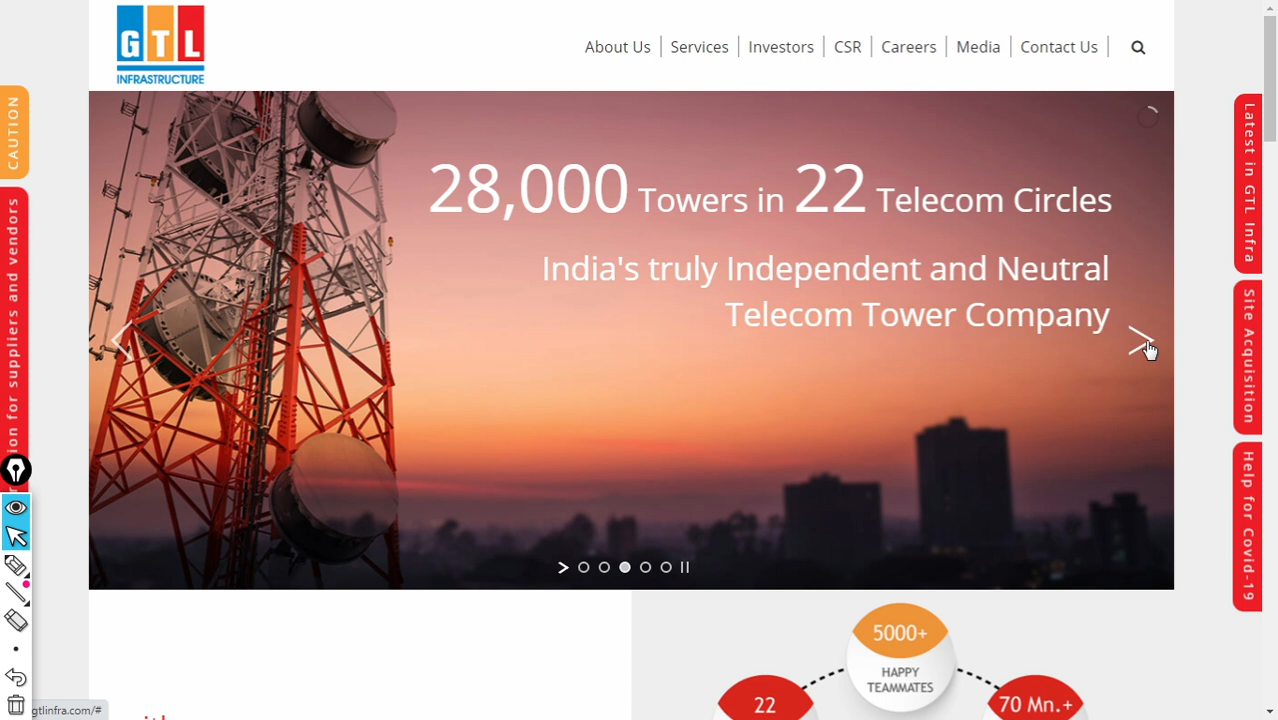 GTL
INFRASTRUCTURE
About Us
Services
Investors
CSR
Careers
Media
Contact Us
CAUTION
ion for suppliers and vendors
28,000 Towers in 22 Telecom Circles
India's truly Independent and Neutral
Telecom Tower Company
Latest in GTL Infra
Site Acquisition
Help for Covid-19
5000+
HAPPY
TEAMMATES
22
70 Mn.+
gtlinfra.com/#